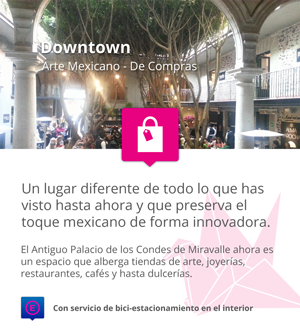 Downtown
Arte Mexicano - De Compras
Un lugar diferente de todo lo que has
visto hasta ahora y que preserva el
toque mexicano de forma innovadora.
El Antiguo Palacio de los Condes de Miravalle ahora es
un espacio que alberga tiendas de arte, joyerías,
restaurantes, cafés y hasta dulcerías.
Con servicio de bici-estacionamiento en el interior